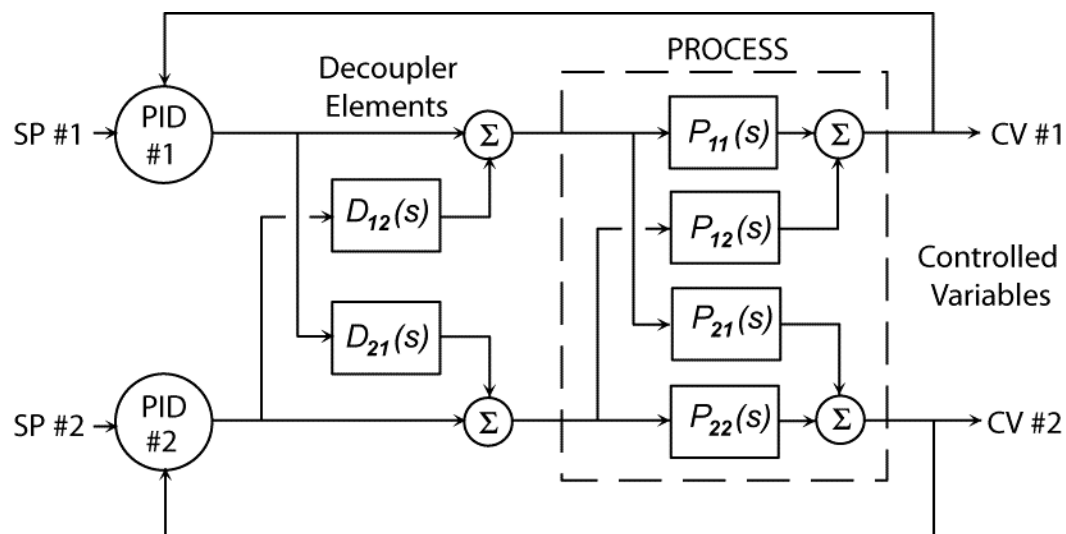 PROCESS
Decoupler
Elements
SP #1
PID
#1
Σ
P11(s)
Σ
CV #1
D12(s)
P12(s)
Controlled
Variables
D21(s)
P21(s)
SP #2
PID
#2
Σ
P22(s)
Σ
CV #2